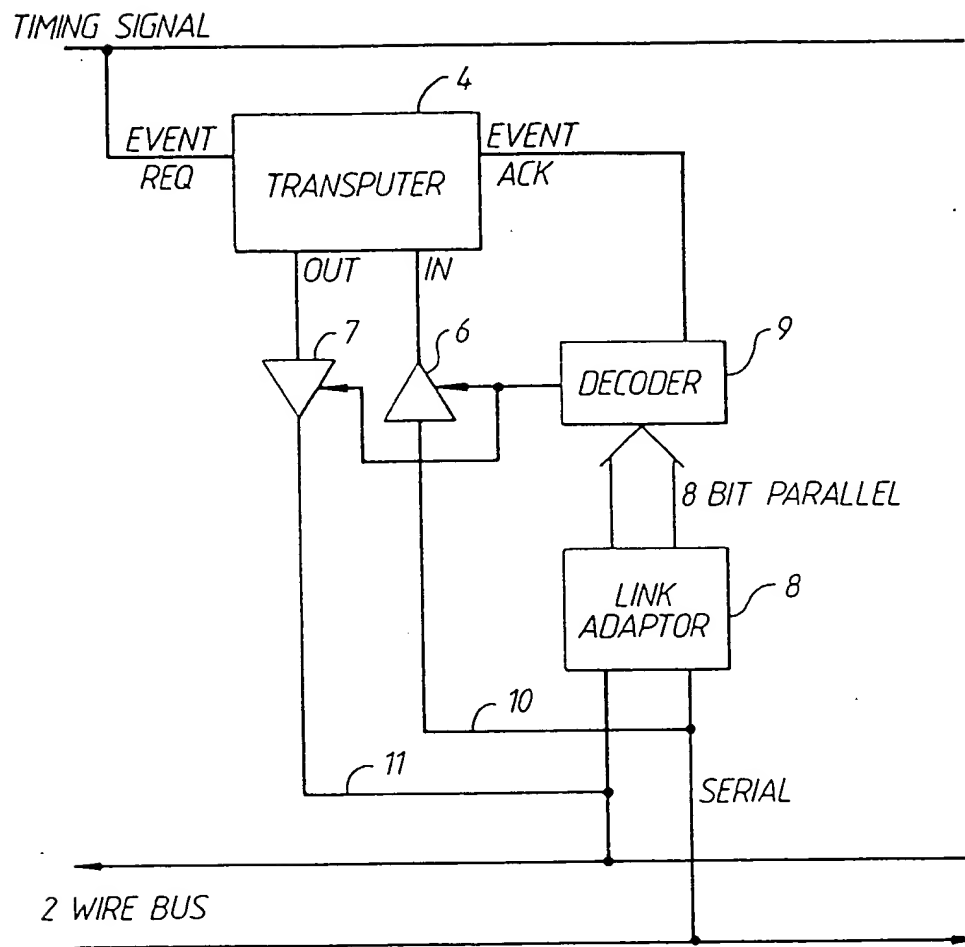 TIMING SIGNAL
4
EVENT
REQ
TRANSPUTER
EVENT
ACK
OUT
IN
7
6
9
DECODER
8 BIT PARALLEL
LINK
ADAPTOR
8
10
11
SERIAL
2 WIRE BUS